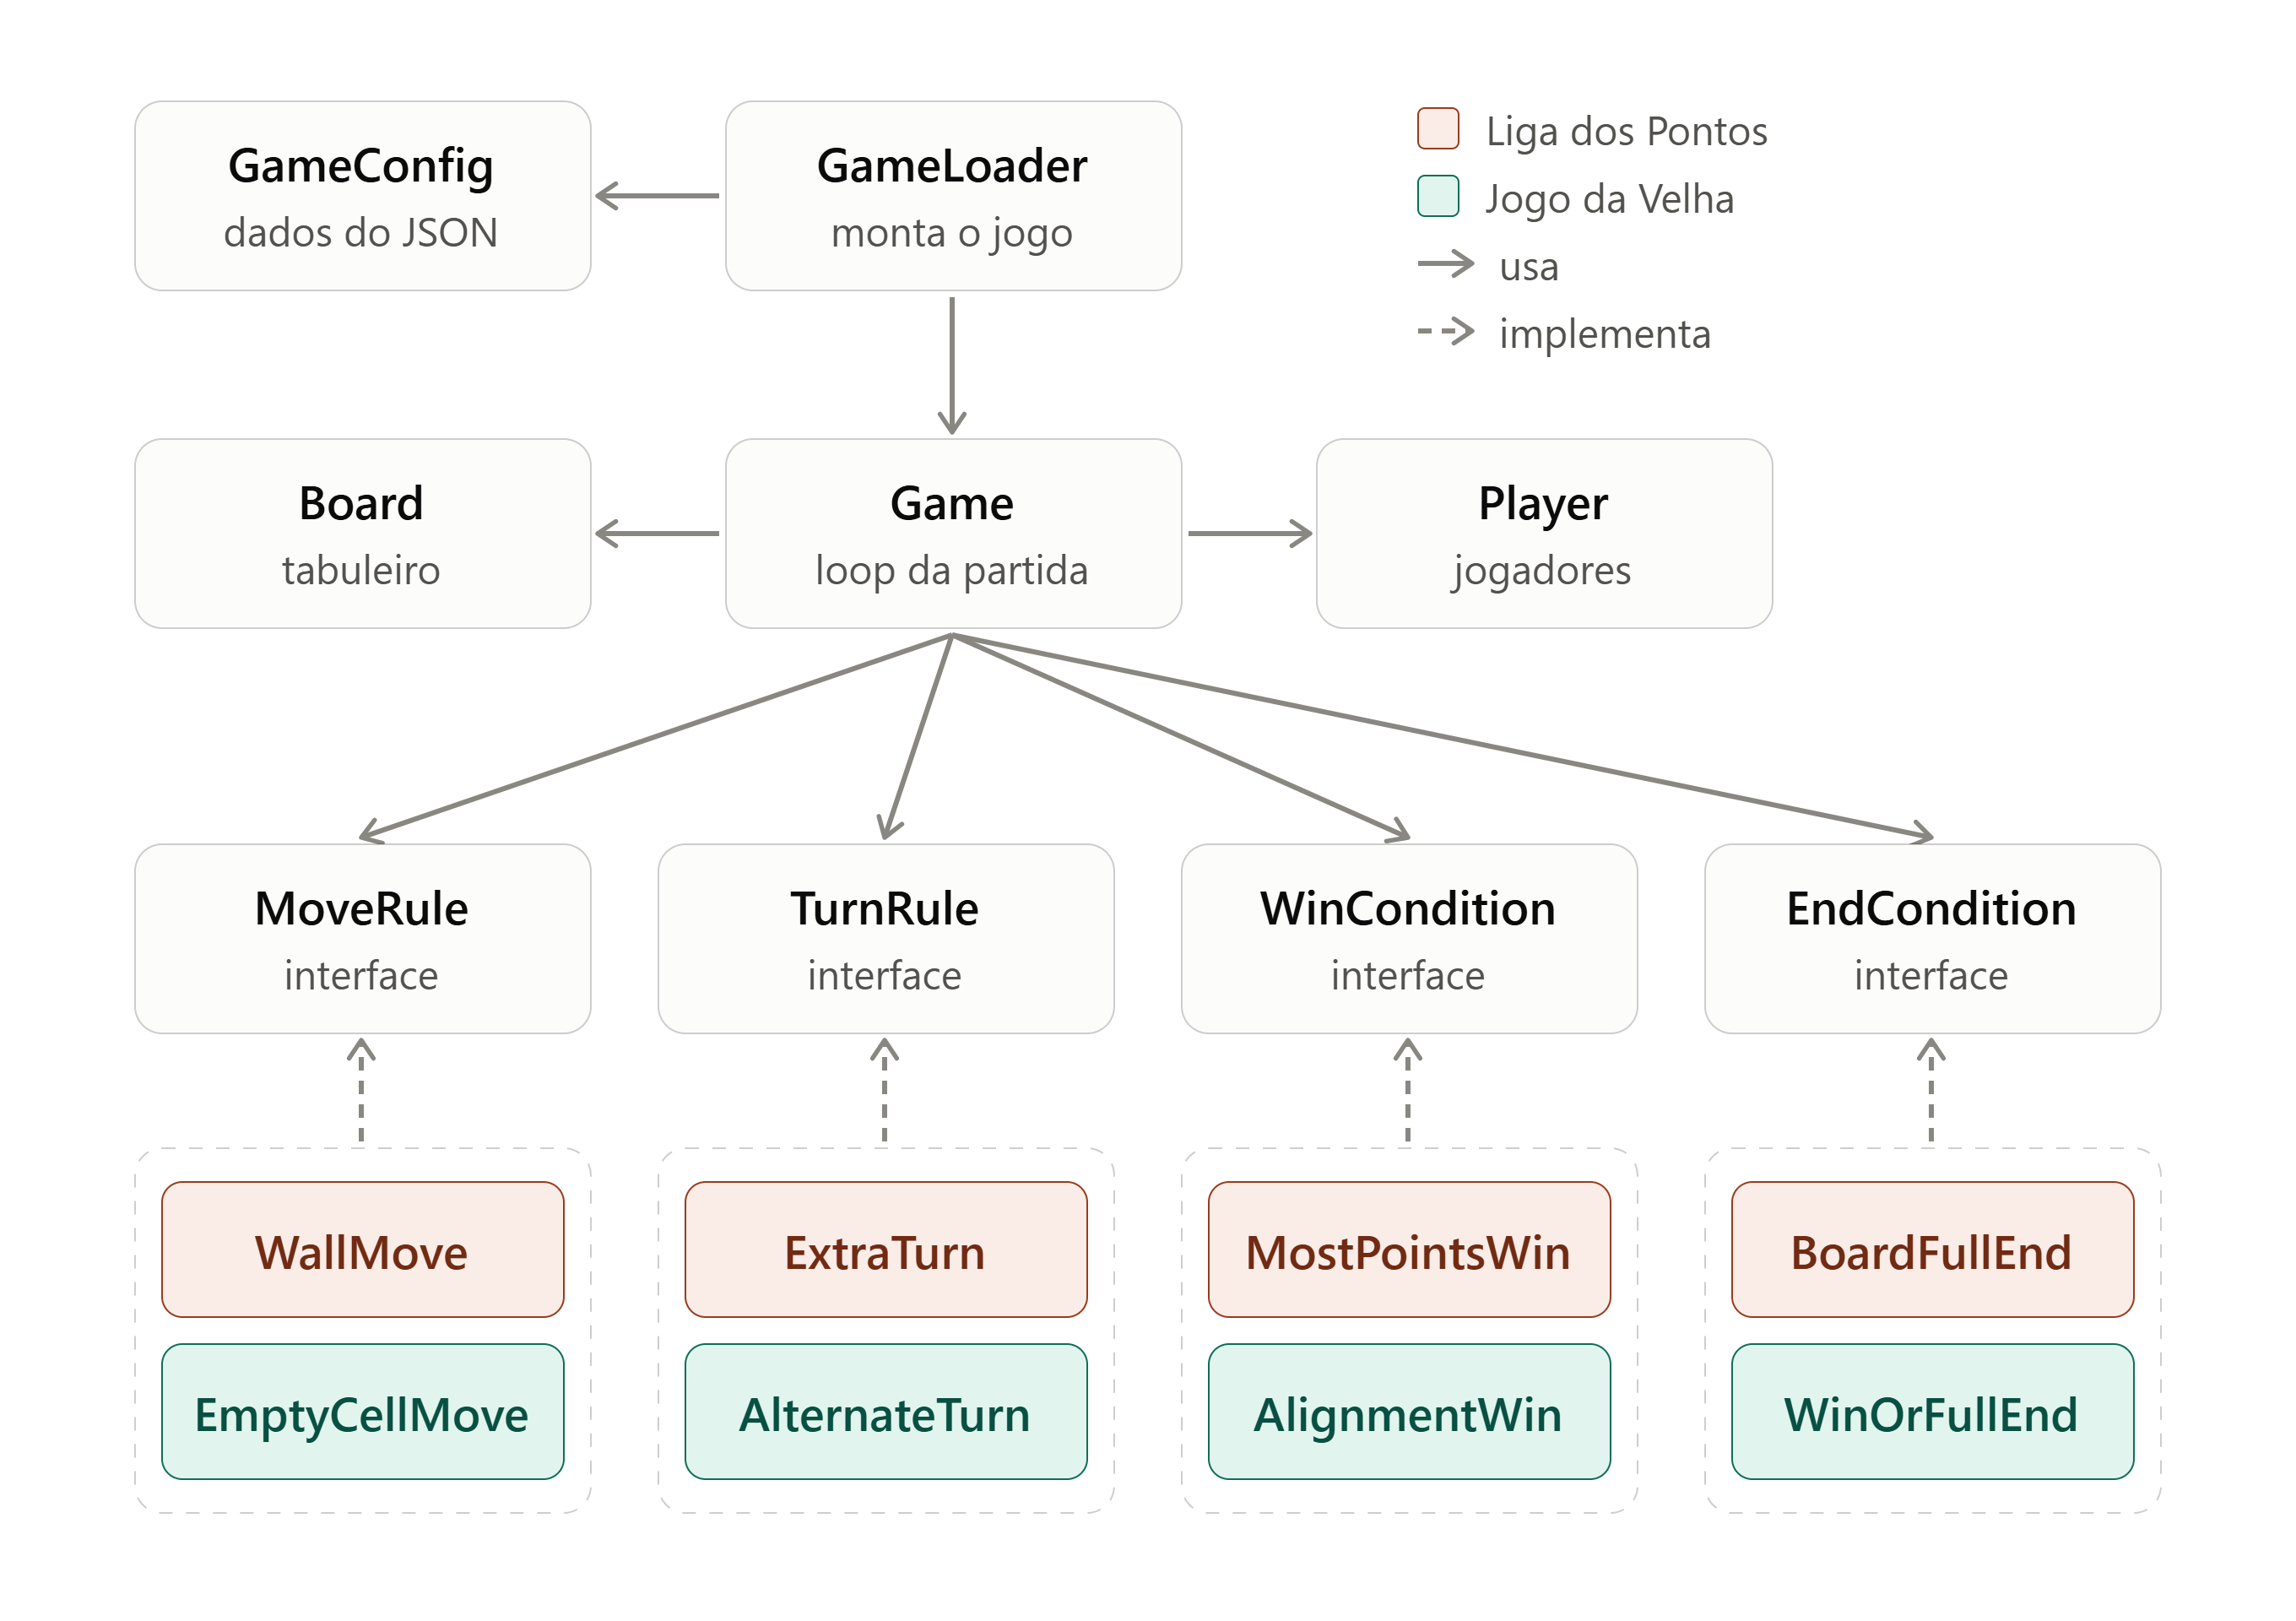 GameConfig
dados do JSON
GameLoader
monta o jogo
Liga dos Pontos
Jogo da Velha
usa
implementa
Board
tabuleiro
Game
loop da partida
Player
jogadores
MoveRule
interface
TurnRule
interface
WinCondition
interface
EndCondition
interface
WallMove
ExtraTurn
MostPointsWin
BoardFullEnd
EmptyCellMove
AlternateTurn
AlignmentWin
WinOrFullEnd